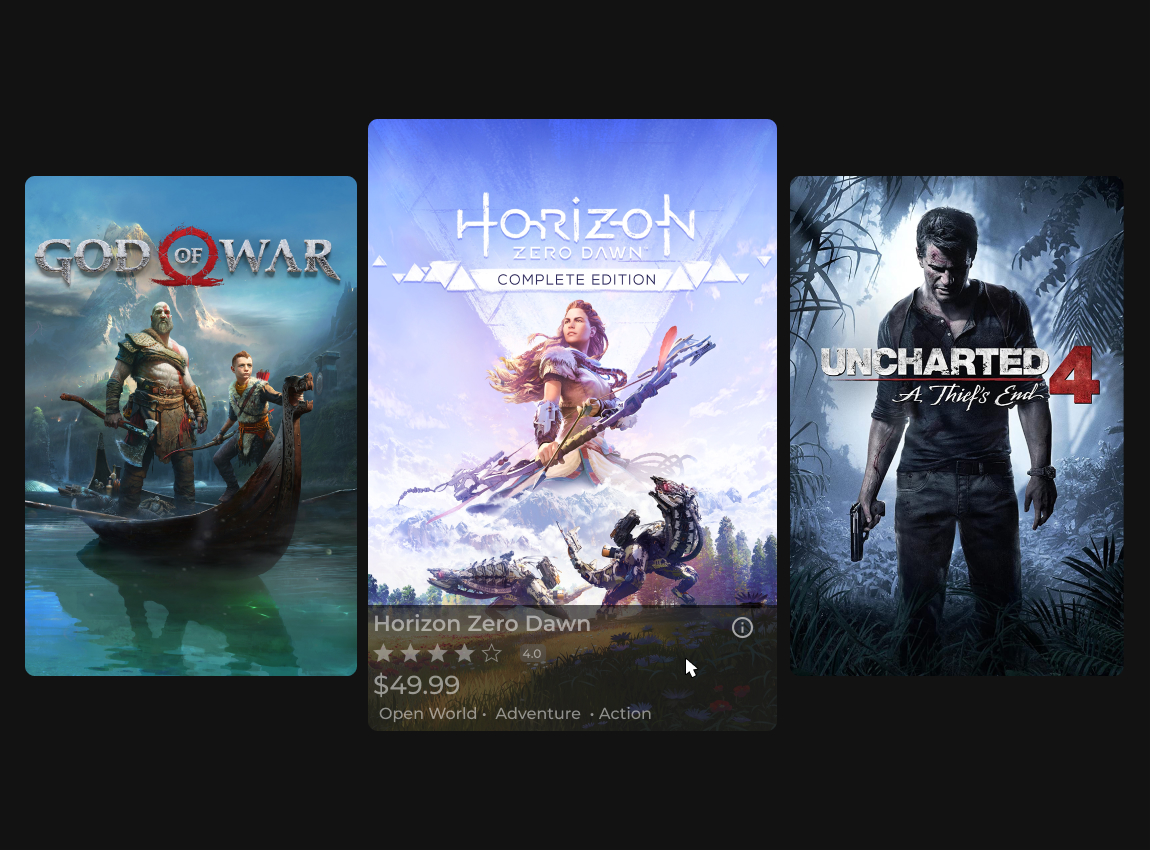 GOD OF WAR
HORIZON
ZERO DAWN™
COMPLETE EDITION
UNCHARTED 4
A Thief's End
Horizon Zero Dawn
4.0
$49.99
Open World • Adventure • Action